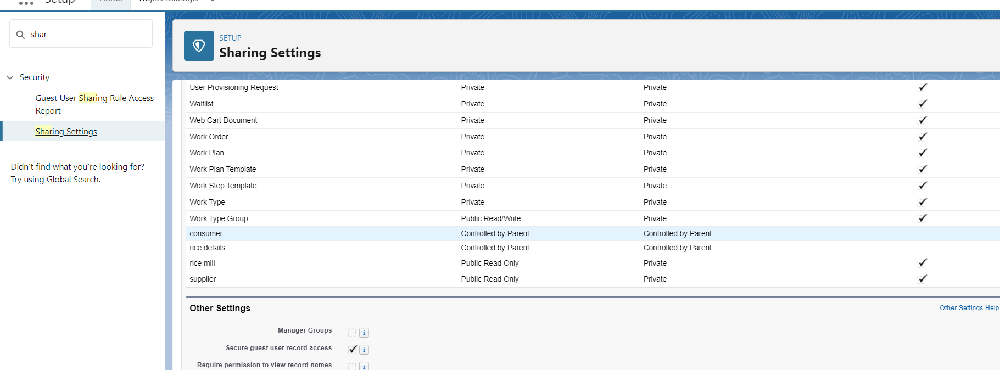 Setup Home Object Manager
shar
SETUP
Sharing Settings
Security
Guest User Sharing Rule Access
Report
Sharing Settings
Didn't find what you're looking for?
Try using Global Search.
User Provisioning Request Private Private
Waitlist Private Private
Web Cart Document Private Private
Work Order Private Private
Work Plan Private Private
Work Plan Template Private Private
Work Step Template Private Private
Work Type Private Private
Work Type Group Public Read/Write Private
consumer Controlled by Parent Controlled by Parent
rice details Controlled by Parent Controlled by Parent
rice mill Public Read Only Private
supplier Public Read Only Private
Other Settings Other Settings Help
Manager Groups
Secure guest user record access
Require permission to view record names